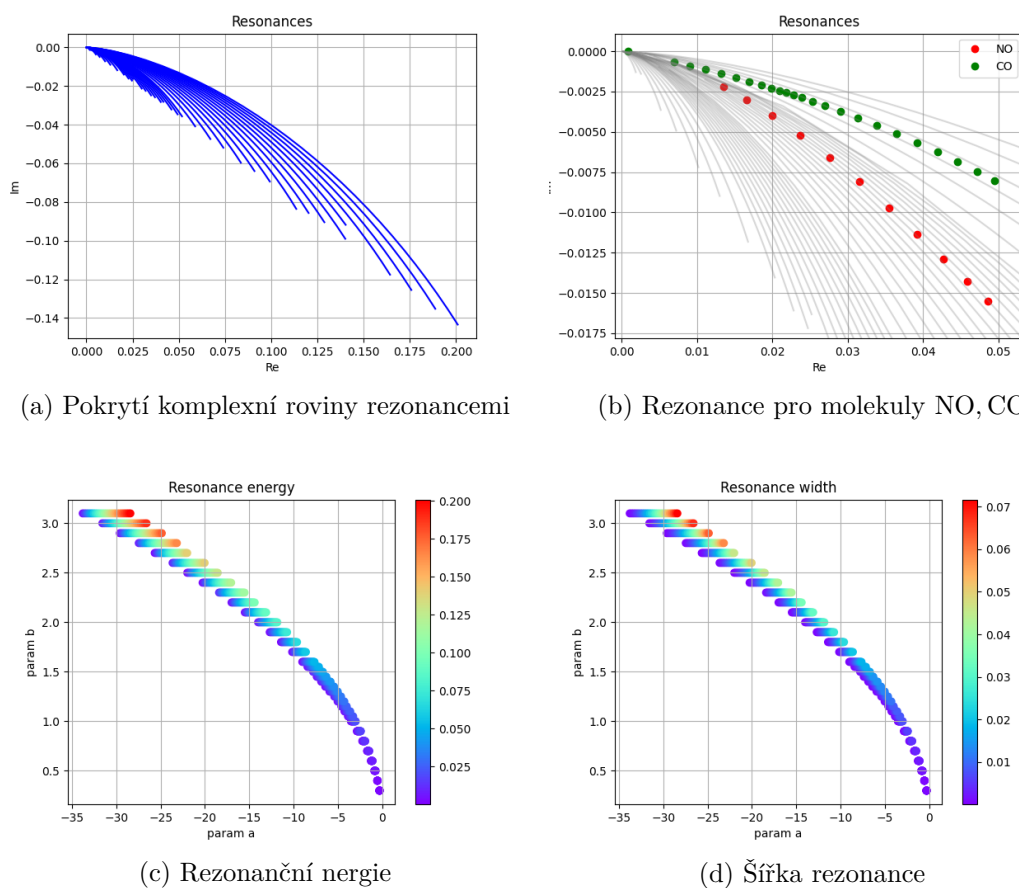 Resonances
0.00
−0.02
−0.04
−0.06
−0.08
−0.10
−0.12
−0.14
Im
0.000 0.025 0.050 0.075 0.100 0.125 0.150 0.175 0.200
Re
(a) Pokrytí komplexní roviny rezonancemi
Resonances
NO
CO
0.0000
−0.0025
−0.0050
−0.0075
−0.0100
−0.0125
−0.0150
−0.0175
0.00 0.01 0.02 0.03 0.04 0.05
Re
(b) Rezonance pro molekuly NO, CO
Resonance energy
3.0
2.5
2.0
1.5
1.0
0.5
param b
−35 −30 −25 −20 −15 −10 −5 0
param a
0.200
0.175
0.150
0.125
0.100
0.075
0.050
0.025
(c) Rezonanční nergie
Resonance width
3.0
2.5
2.0
1.5
1.0
0.5
param b
−35 −30 −25 −20 −15 −10 −5 0
param a
0.07
0.06
0.05
0.04
0.03
0.02
0.01
(d) Šířka rezonance